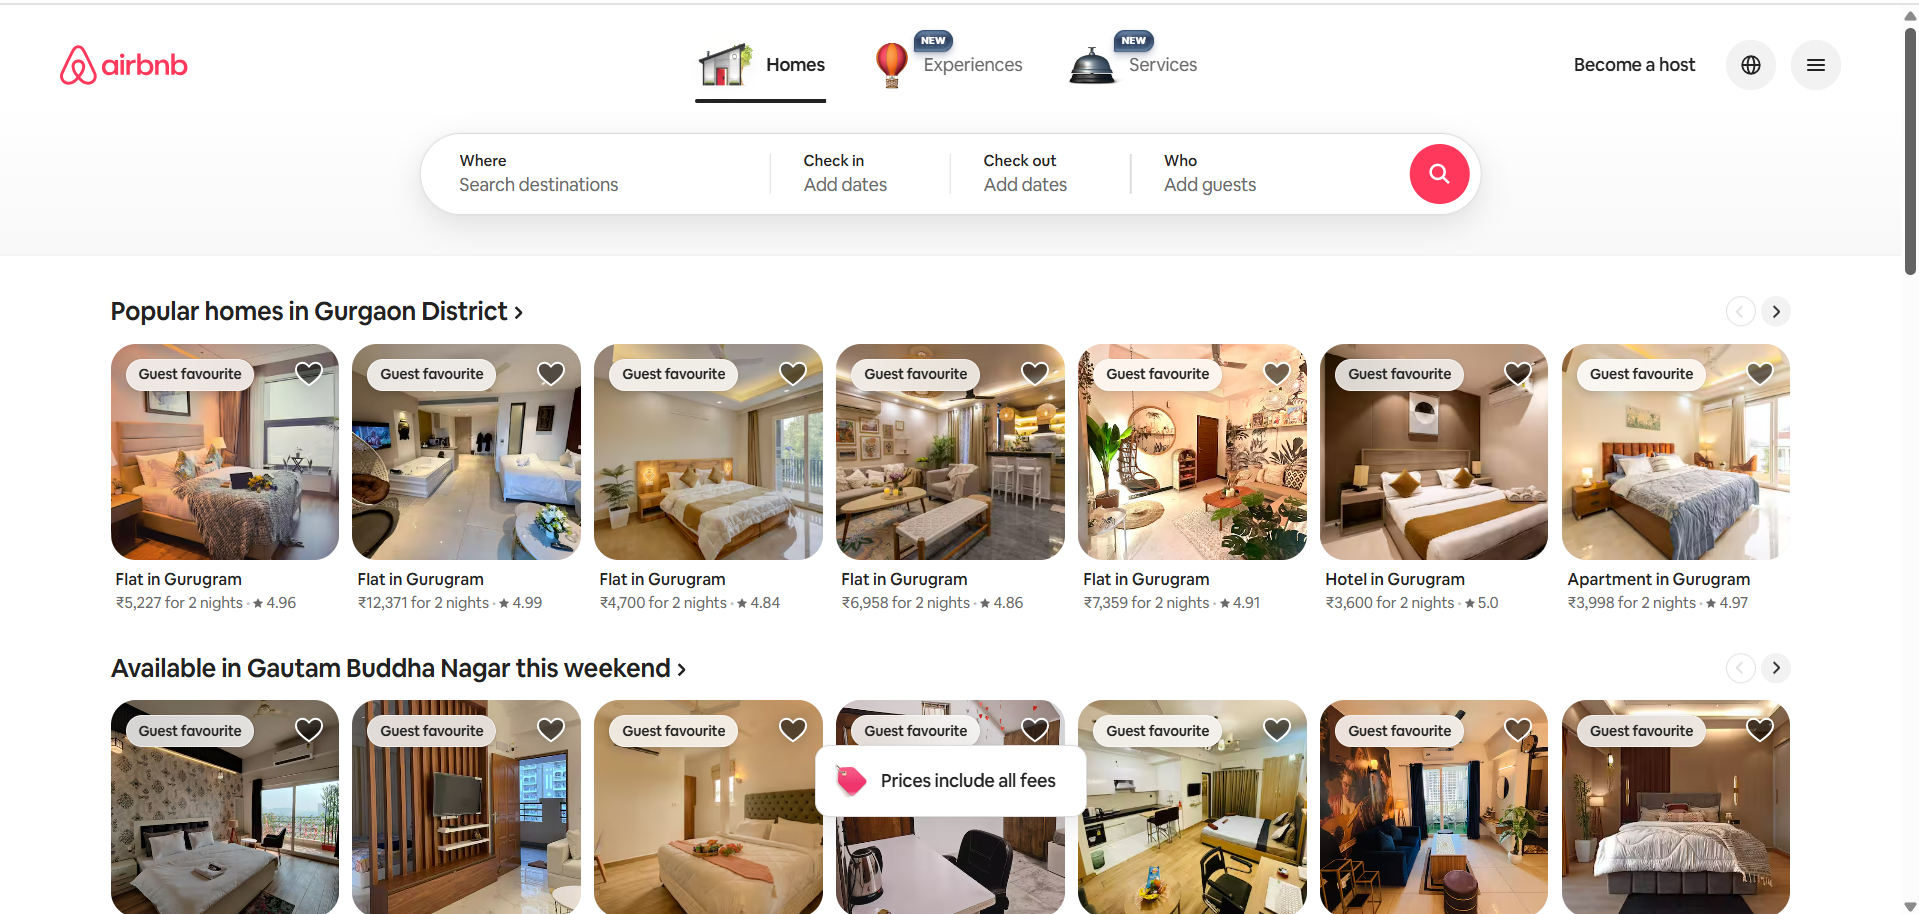 airbnb
Homes
NEW
Experiences
NEW
Services
Become a host
Where
Search destinations
Check in
Add dates
Check out
Add dates
Who
Add guests
Popular homes in Gurgaon District
Guest favourite
Guest favourite
Guest favourite
Guest favourite
Guest favourite
Guest favourite
Guest favourite
Flat in Gurugram
₹5,227 for 2 nights · ★ 4.96
Flat in Gurugram
₹12,371 for 2 nights · ★ 4.99
Flat in Gurugram
₹4,700 for 2 nights · ★ 4.84
Flat in Gurugram
₹6,958 for 2 nights · ★ 4.86
Flat in Gurugram
₹7,359 for 2 nights · ★ 4.91
Hotel in Gurugram
₹3,600 for 2 nights · ★ 5.0
Apartment in Gurugram
₹3,998 for 2 nights · ★ 4.97
Available in Gautam Buddha Nagar this weekend
Guest favourite
Guest favourite
Guest favourite
Guest favourite
Guest favourite
Guest favourite
Guest favourite
Prices include all fees